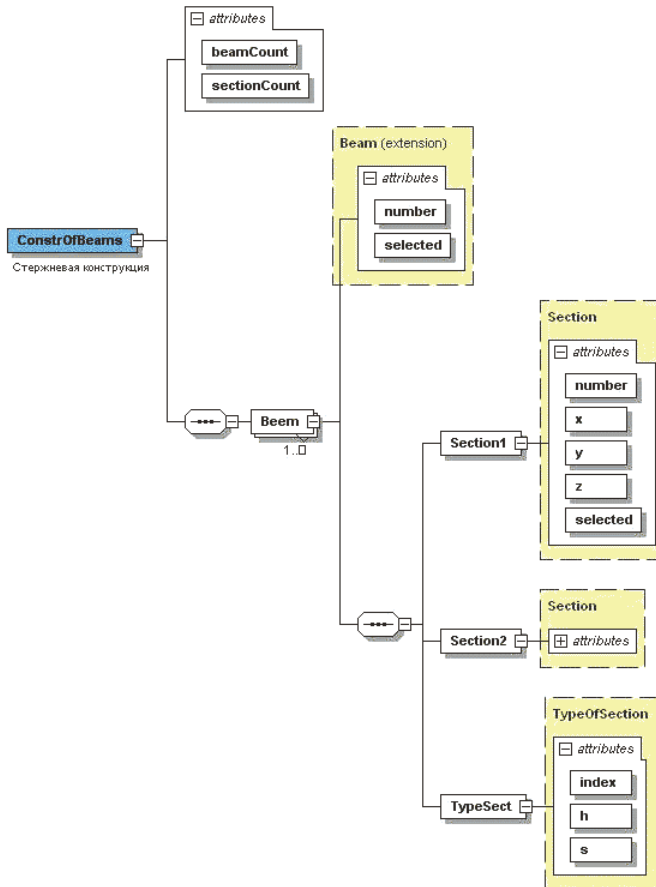 attributes
beamCount
sectionCount
Beam (extension)
attributes
number
selected
ConstrOfBeams
Стержневая конструкция
Section
attributes
number
x
y
z
selected
Beem
1..
Section1
Section
attributes
Section2
TypeOfSection
attributes
index
h
s
TypeSect